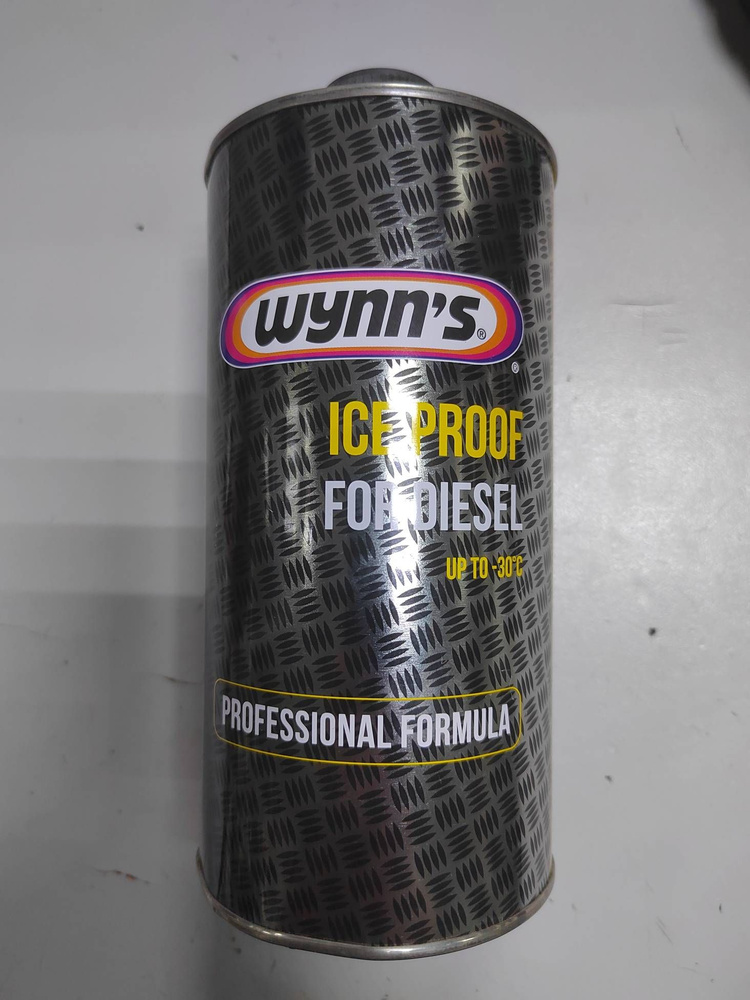 wynn's®
®
ICE PROOF
FOR DIESEL
UP TO -30°C
PROFESSIONAL FORMULA